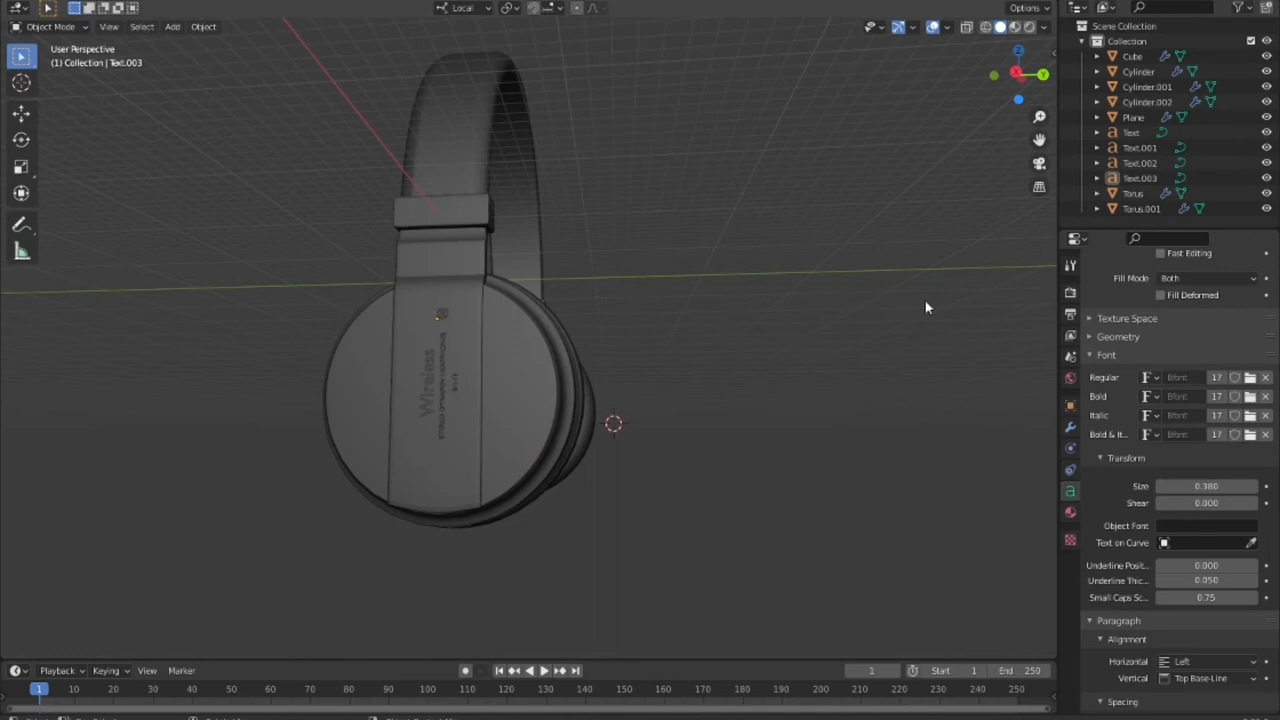 Local
Options
Object Mode
View
Select
Add
Object
User Perspective
(1) Collection | Text.003
Z
X
Y
Wireless
Scene Collection
Collection
Cube
Cylinder
Cylinder.001
Cylinder.002
Plane
Text
Text.001
Text.002
Text.003
Torus
Torus.001
Fast Editing
Fill Mode
Both
Fill Deformed
Texture Space
Geometry
Font
Regular Bfont 17
Bold Bfont 17
Italic Bfont 17
Bold & It... Bfont 17
Transform
Size 0.380
Shear 0.000
Object Font
Text on Curve
Underline Posit... 0.000
Underline Thic... 0.050
Small Caps Sc... 0.75
Paragraph
Alignment
Horizontal Left
Vertical Top Base-Line
Spacing
Playback
Keying
View
Marker
1
Start 1
End 250
1 10 20 30 40 50 60 70 80 90 100 110 120 130 140 150 160 170 180 190 200 210 220 230 240 250